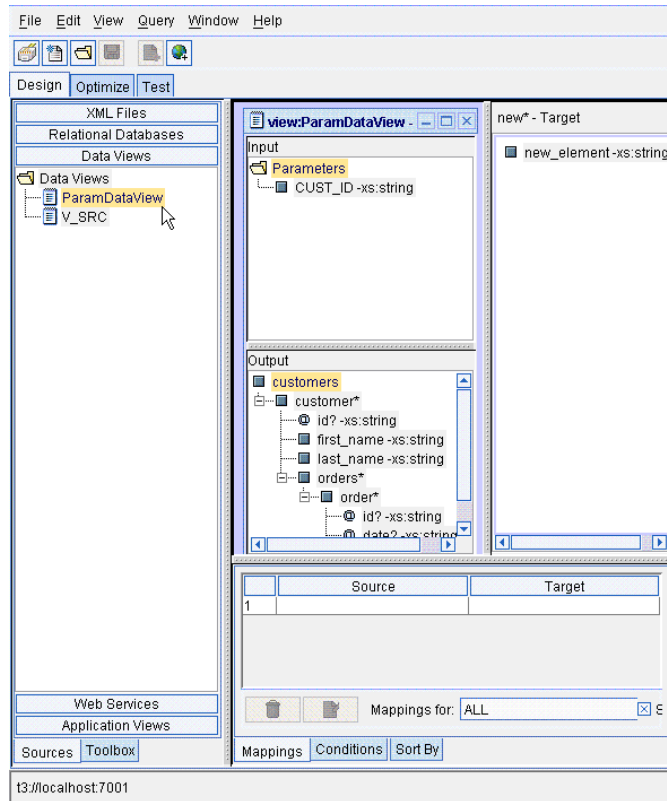 File Edit View Query Window Help
Design Optimize Test
XML Files
Relational Databases
Data Views
Data Views
ParamDataView
V_SRC
Web Services
Application Views
Sources Toolbox
view:ParamDataView -
Input
Parameters
CUST_ID -xs:string
Output
customers
customer*
id? -xs:string
first_name -xs:string
last_name -xs:string
orders*
order*
id? -xs:string
date? -xs:string
new* - Target
new_element -xs:string
Source Target
1
Mappings for: ALL S
Mappings Conditions Sort By
t3://localhost:7001